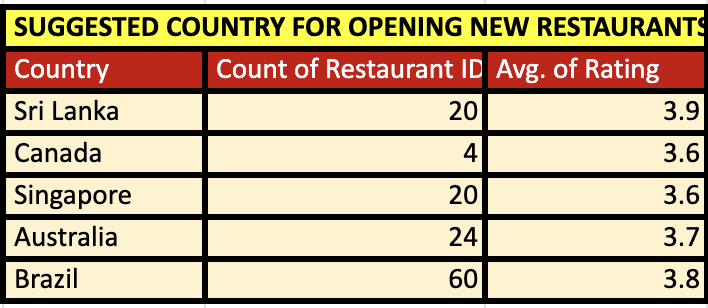 SUGGESTED COUNTRY FOR OPENING NEW RESTAURANTS
Country Count of Restaurant ID Avg. of Rating
Sri Lanka 20 3.9
Canada 4 3.6
Singapore 20 3.6
Australia 24 3.7
Brazil 60 3.8